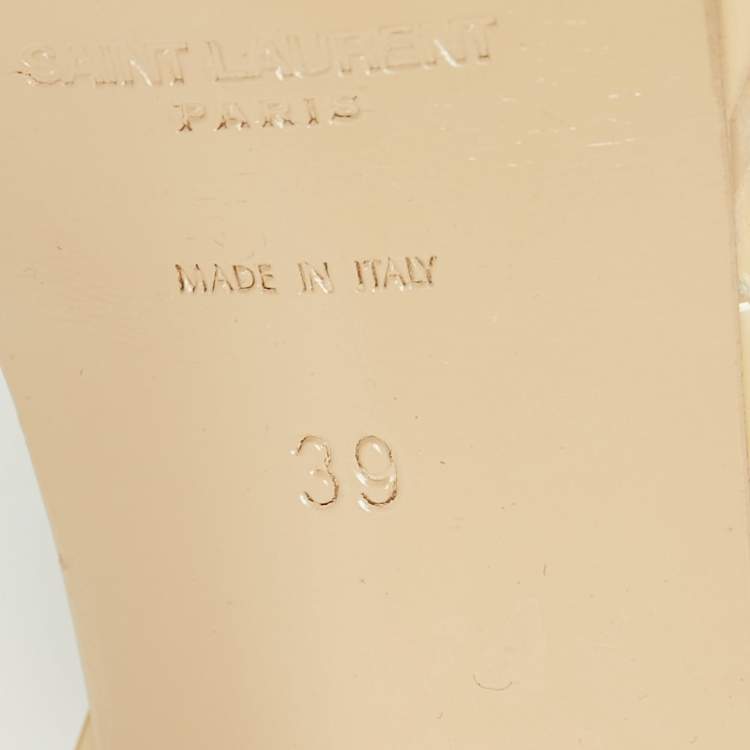 SAINT LAURENT
PARIS
MADE IN ITALY
39